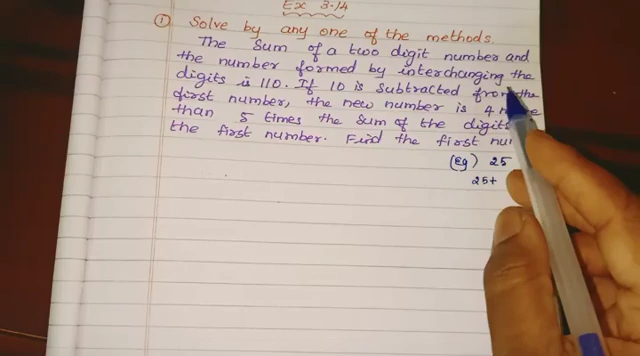 Ex 3.14
① Solve by any one of the methods.
The Sum of a two digit number and
the number formed by interchanging the
digits is 110. If 10 is subtracted from the
first number, the new number is 4
than 5 times the sum of the digits
the first number. Find the first
(Eg) 25
25+